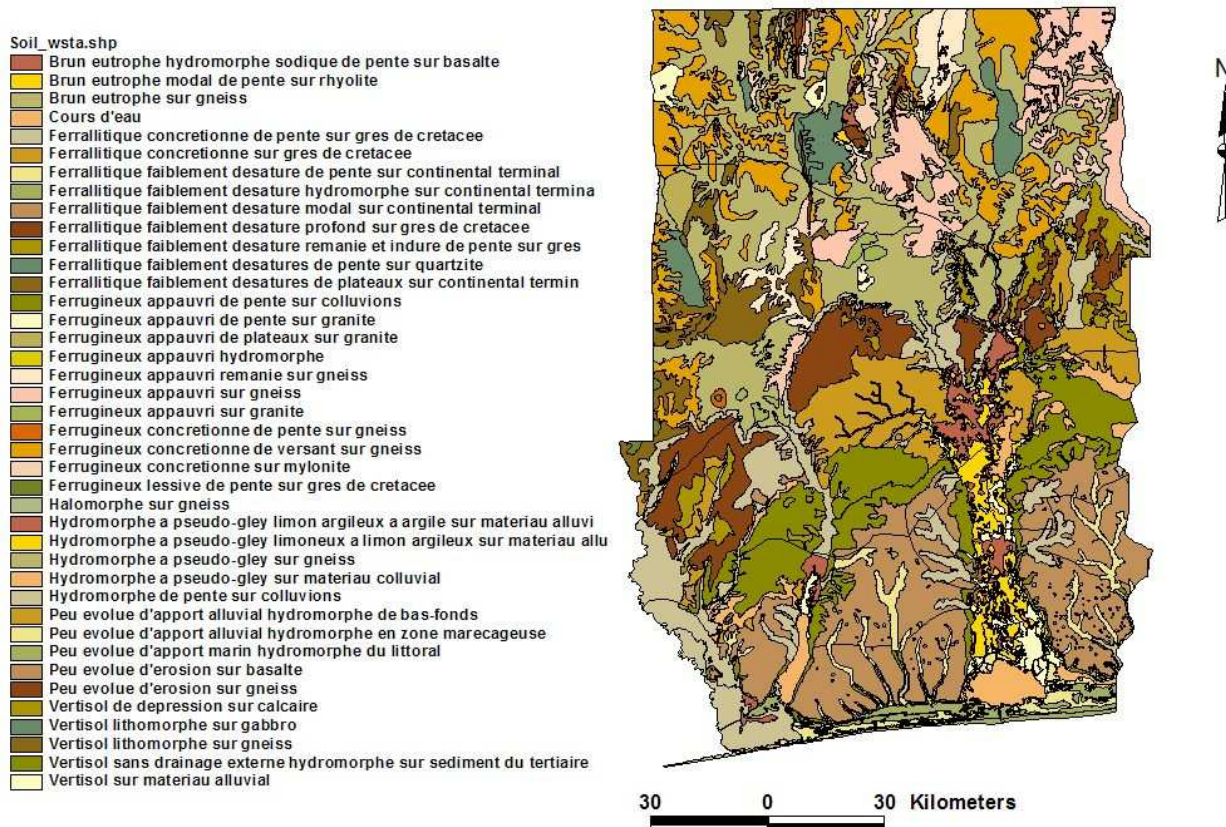 Soil_wsta.shp
Brun eutrophe hydromorphe sodique de pente sur basalte
Brun eutrophe modal de pente sur rhyolite
Brun eutrophe sur gneiss
Cours d'eau
Ferrallitique concretionne de pente sur gres de cretacee
Ferrallitique concretionne sur gres de cretacee
Ferrallitique faiblement desature de pente sur continental terminal
Ferrallitique faiblement desature hydromorphe sur continental termina
Ferrallitique faiblement desature modal sur continental terminal
Ferrallitique faiblement desature profond sur gres de cretacee
Ferrallitique faiblement desature remanie et indure de pente sur gres
Ferrallitique faiblement desatures de pente sur quartzite
Ferrallitique faiblement desatures de plateaux sur continental termin
Ferrugineux appauvri de pente sur colluvions
Ferrugineux appauvri de pente sur granite
Ferrugineux appauvri de plateaux sur granite
Ferrugineux appauvri hydromorphe
Ferrugineux appauvri remanie sur gneiss
Ferrugineux appauvri sur gneiss
Ferrugineux appauvri sur granite
Ferrugineux concretionne de pente sur gneiss
Ferrugineux concretionne de versant sur gneiss
Ferrugineux concretionne sur mylonite
Ferrugineux lessive de pente sur gres de cretacee
Halomorphe sur gneiss
Hydromorphe a pseudo-gley limon argileux a argile sur materiau alluvi
Hydromorphe a pseudo-gley limoneux a limon argileux sur materiau allu
Hydromorphe a pseudo-gley sur gneiss
Hydromorphe a pseudo-gley sur materiau colluvial
Hydromorphe de pente sur colluvions
Peu evolue d'apport alluvial hydromorphe de bas-fonds
Peu evolue d'apport alluvial hydromorphe en zone marecageuse
Peu evolue d'apport marin hydromorphe du littoral
Peu evolue d'erosion sur basalte
Peu evolue d'erosion sur gneiss
Vertisol de depression sur calcaire
Vertisol lithomorphe sur gabbro
Vertisol lithomorphe sur gneiss
Vertisol sans drainage externe hydromorphe sur sediment du tertiaire
Vertisol sur materiau alluvial
N
30 0 30 Kilometers